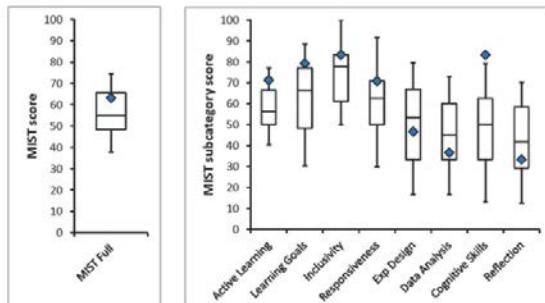 100
90
80
70
60
50
40
30
20
10
0
MIST score
MIST Full
100
90
80
70
60
50
40
30
20
10
0
MIST subcategory score
Active Learning
Learning Goals
Inclusivity
Responsiveness
Exp Design
Data Analysis
Cognitive Skills
Reflection